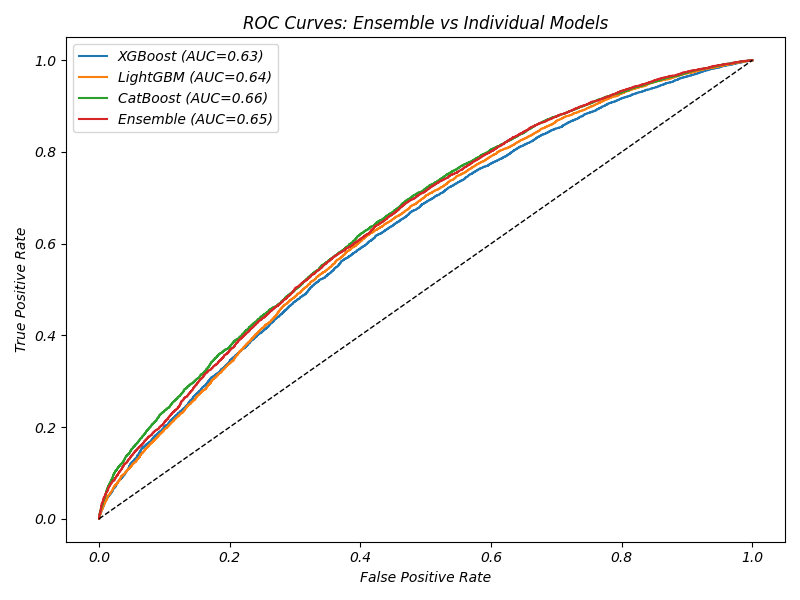 ROC Curves: Ensemble vs Individual Models
XGBoost (AUC=0.63)
LightGBM (AUC=0.64)
CatBoost (AUC=0.66)
Ensemble (AUC=0.65)
True Positive Rate
1.0
0.8
0.6
0.4
0.2
0.0
0.0 0.2 0.4 0.6 0.8 1.0
False Positive Rate